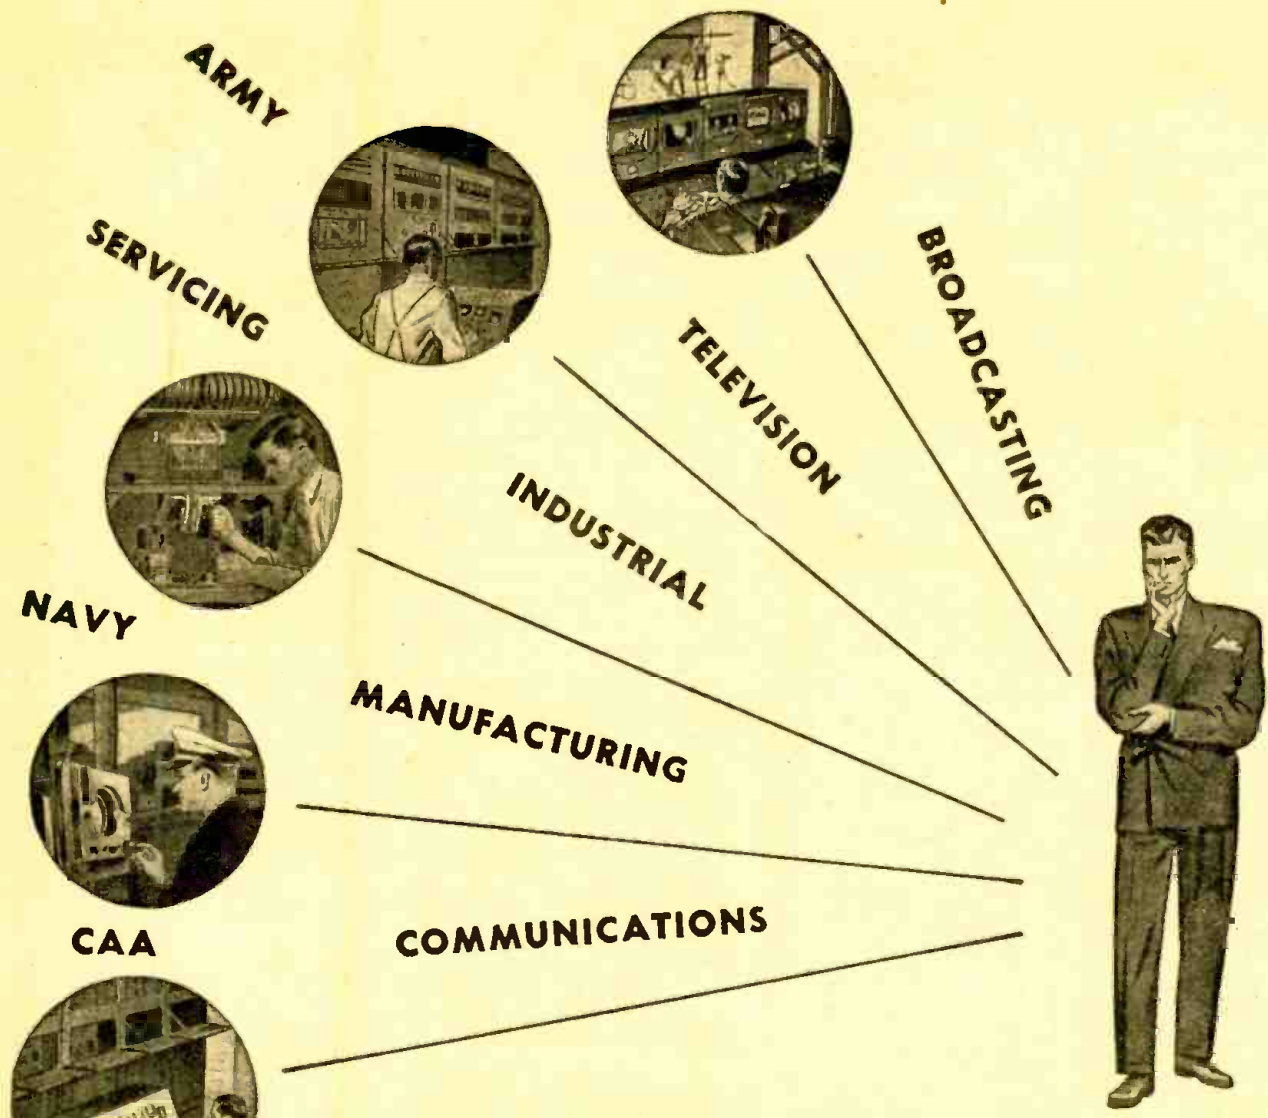 ARMY
SERVICING
BROADCASTING
TELEVISION
INDUSTRIAL
NAVY
MANUFACTURING
CAA
COMMUNICATIONS